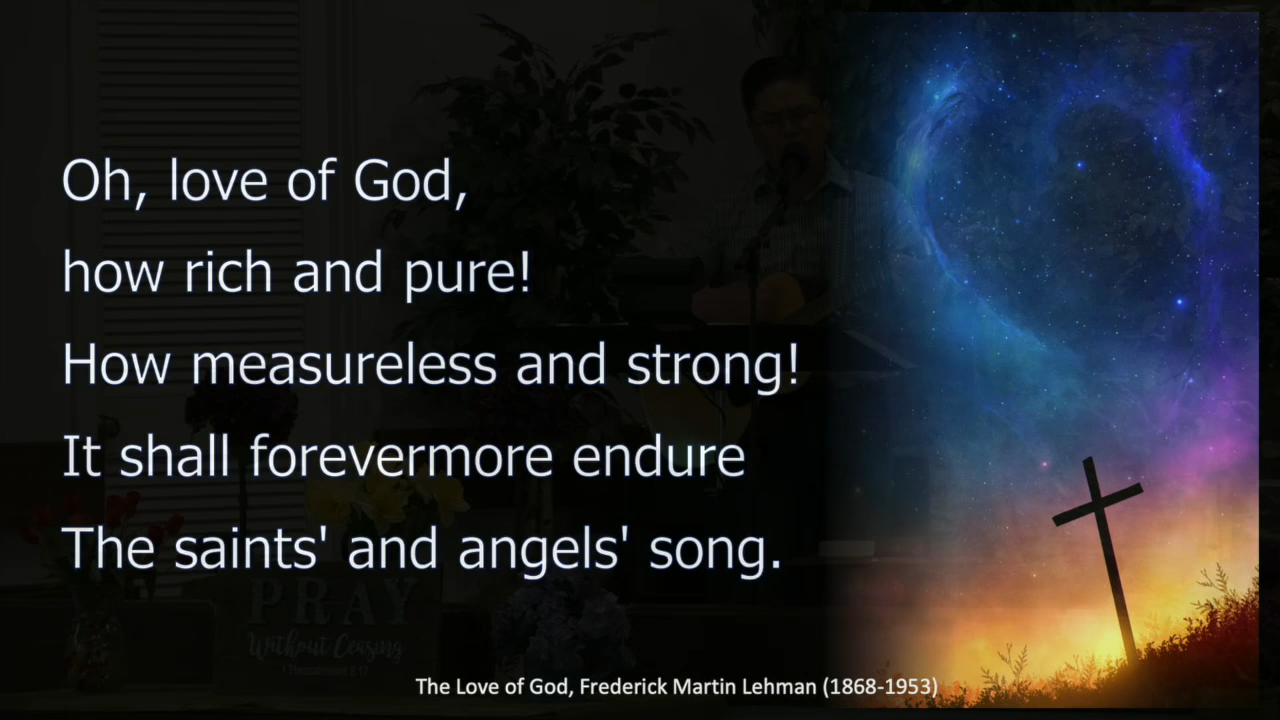 Oh, love of God,
how rich and pure!
How measureless and strong!
It shall forevermore endure
The saints' and angels' song.
PRAY
Without Ceasing
The Love of God, Frederick Martin Lehman (1868-1953)